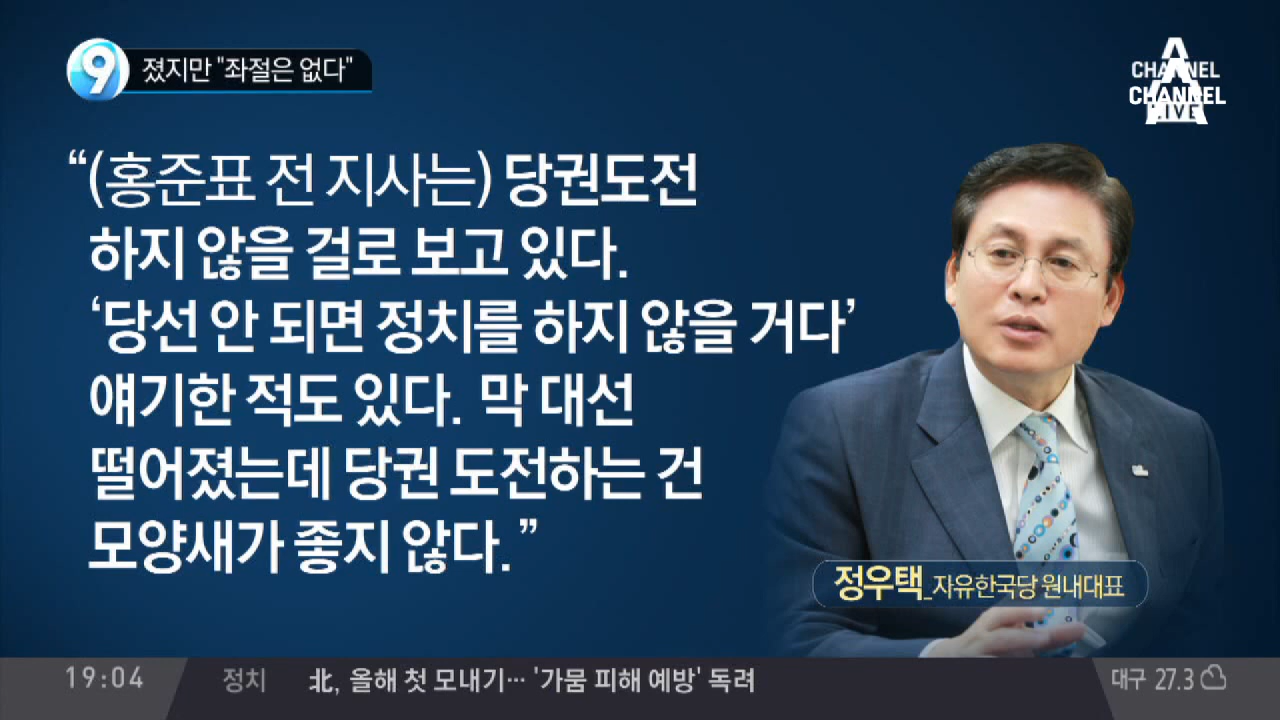 9 졌지만 "좌절은 없다"
CHANNEL
CHANNEL
LIVE
“(홍준표 전 지사는) 당권도전
하지 않을 걸로 보고 있다.
‘당선 안 되면 정치를 하지 않을 거다’
얘기한 적도 있다. 막 대선
떨어졌는데 당권 도전하는 건
모양새가 좋지 않다.”
정우택_자유한국당 원내대표
19:04 정치 北, 올해 첫 모내기… '가뭄 피해 예방' 독려 대구 27.3